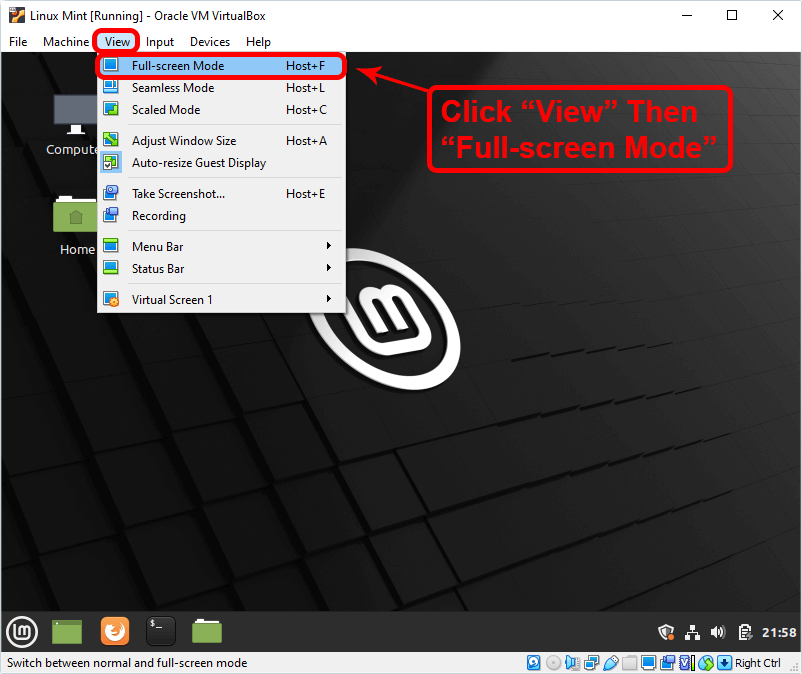 Linux Mint [Running] - Oracle VM VirtualBox
File Machine View Input Devices Help
Full-screen Mode Host+F
Seamless Mode Host+L
Scaled Mode Host+C
Adjust Window Size Host+A
Auto-resize Guest Display
Take Screenshot... Host+E
Recording
Menu Bar
Status Bar
Virtual Screen 1
Click “View” Then
“Full-screen Mode”
Compute
Home
$_
21:58
Switch between normal and full-screen mode
Right Ctrl